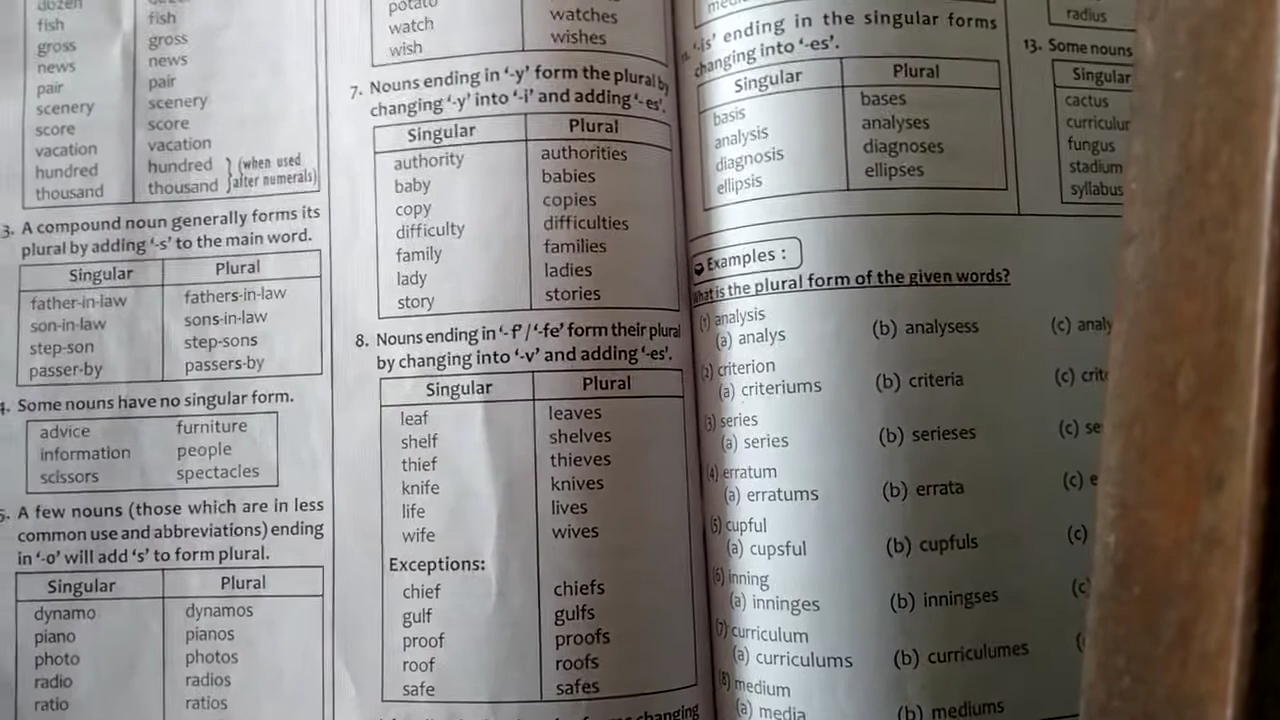 dozen
fish fish
gross gross
news news
pair pair
scenery scenery
score score
vacation vacation
hundred hundred (when used
thousand thousand after numerals)
3. A compound noun generally forms its
plural by adding '-s' to the main word.
Singular Plural
father-in-law fathers-in-law
son-in-law sons-in-law
step-son step-sons
passer-by passers-by
4. Some nouns have no singular form.
advice furniture
information people
scissors spectacles
5. A few nouns (those which are in less
common use and abbreviations) ending
in '-o' will add 's' to form plural.
Singular Plural
dynamo dynamos
piano pianos
photo photos
radio radios
ratio ratios
potato
watch watches
wish wishes
7. Nouns ending in '-y' form the plural by
changing '-y' into '-i' and adding '-es'.
Singular Plural
authority authorities
baby babies
copy copies
difficulty difficulties
family families
lady ladies
story stories
8. Nouns ending in '-f' / '-fe' form their plural
by changing into '-v' and adding '-es'.
Singular Plural
leaf leaves
shelf shelves
thief thieves
knife knives
life lives
wife wives
Exceptions:
chief chiefs
gulf gulfs
proof proofs
roof roofs
safe safes
changing
'-is' ending in the singular forms
changing into '-es'.
Singular Plural
basis bases
analysis analyses
diagnosis diagnoses
ellipsis ellipses
Examples :
What is the plural form of the given words?
(1) analysis
(a) analys (b) analysess (c) analy
(2) criterion
(a) criteriums (b) criteria (c) crit
(3) series
(a) series (b) serieses (c) se
(4) erratum
(a) erratums (b) errata (c) e
(5) cupful
(a) cupsful (b) cupfuls (c)
(6) inning
(a) inninges (b) inningses (c)
(7) curriculum
(a) curriculums (b) curriculumes
(8) medium
(a) media (b) mediums
radius
13. Some nouns
Singular
cactus
curriculum
fungus
stadium
syllabus